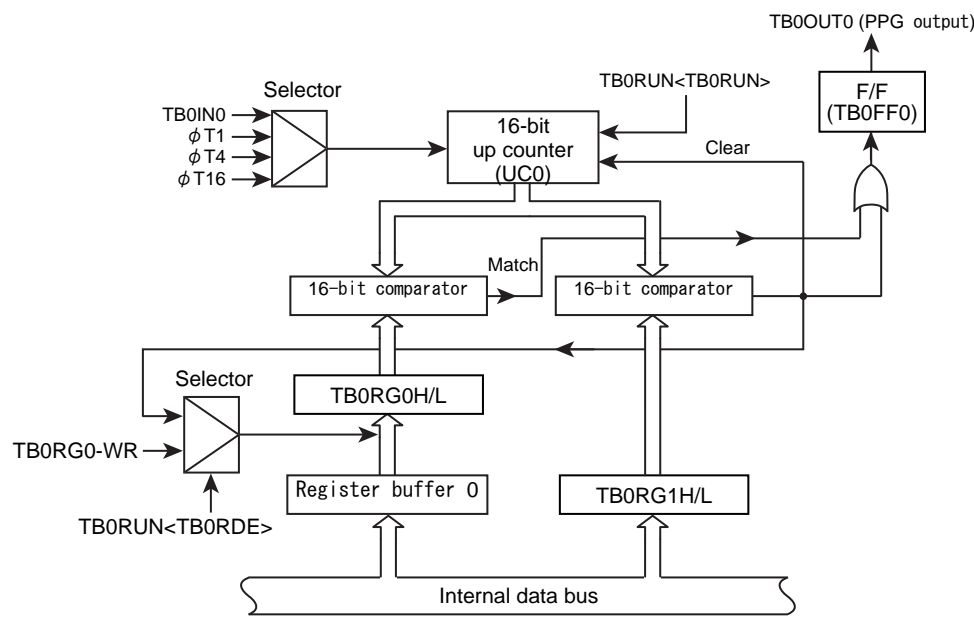 TB0OUT0 (PPG output)
TB0RUN<TB0RUN>
F/F
(TB0FF0)
Selector
TB0IN0
φT1
φT4
φT16
16-bit
up counter
(UC0)
Clear
Match
16-bit comparator
16-bit comparator
Selector
TB0RG0H/L
TB0RG0-WR
Register buffer 0
TB0RG1H/L
TB0RUN<TB0RDE>
Internal data bus